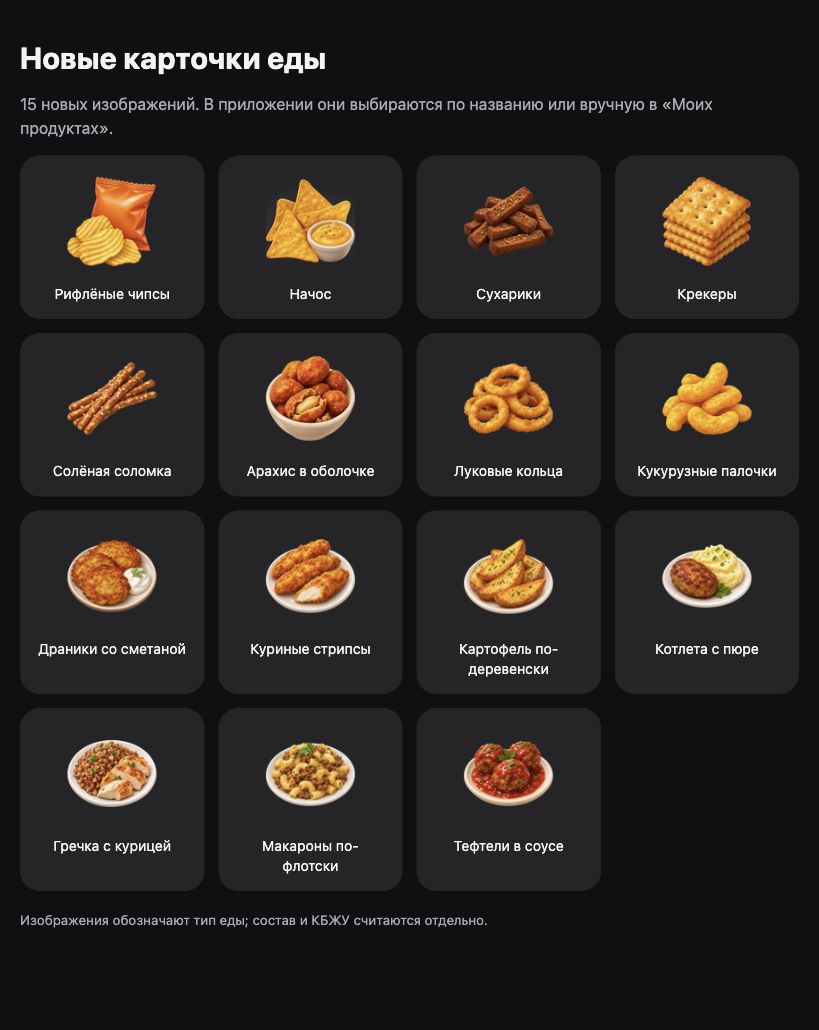 Новые карточки еды
15 новых изображений. В приложении они выбираются по названию или вручную в «Моих
продуктах».
Рифлёные чипсы
Начос
Сухарики
Крекеры
Солёная соломка
Арахис в оболочке
Луковые кольца
Кукурузные палочки
Драники со сметаной
Куриные стрипсы
Картофель по-
деревенски
Котлета с пюре
Гречка с курицей
Макароны по-
флотски
Тефтели в соусе
Изображения обозначают тип еды; состав и КБЖУ считаются отдельно.